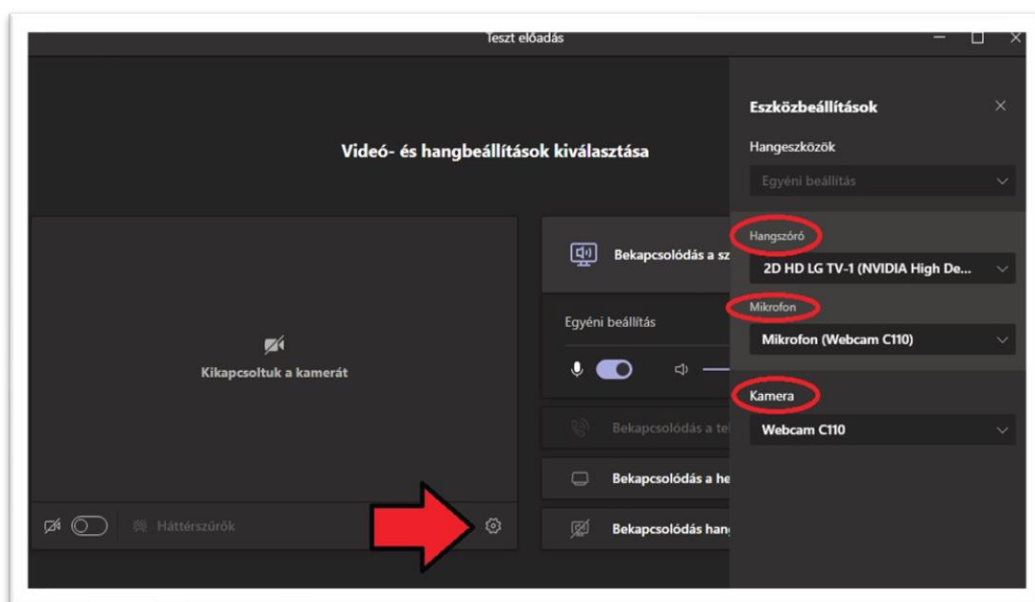 Teszt előadás
Videó- és hangbeállítások kiválasztása
Kikapcsoltuk a kamerát
Háttérszűrők
Bekapcsolódás a sz
Egyéni beállítás
Bekapcsolódás a te
Bekapcsolódás a he
Bekapcsolódás han
Eszközbeállítások
Hangeszközök
Egyéni beállítás
Hangszóró
2D HD LG TV-1 (NVIDIA High De...
Mikrofon
Mikrofon (Webcam C110)
Kamera
Webcam C110